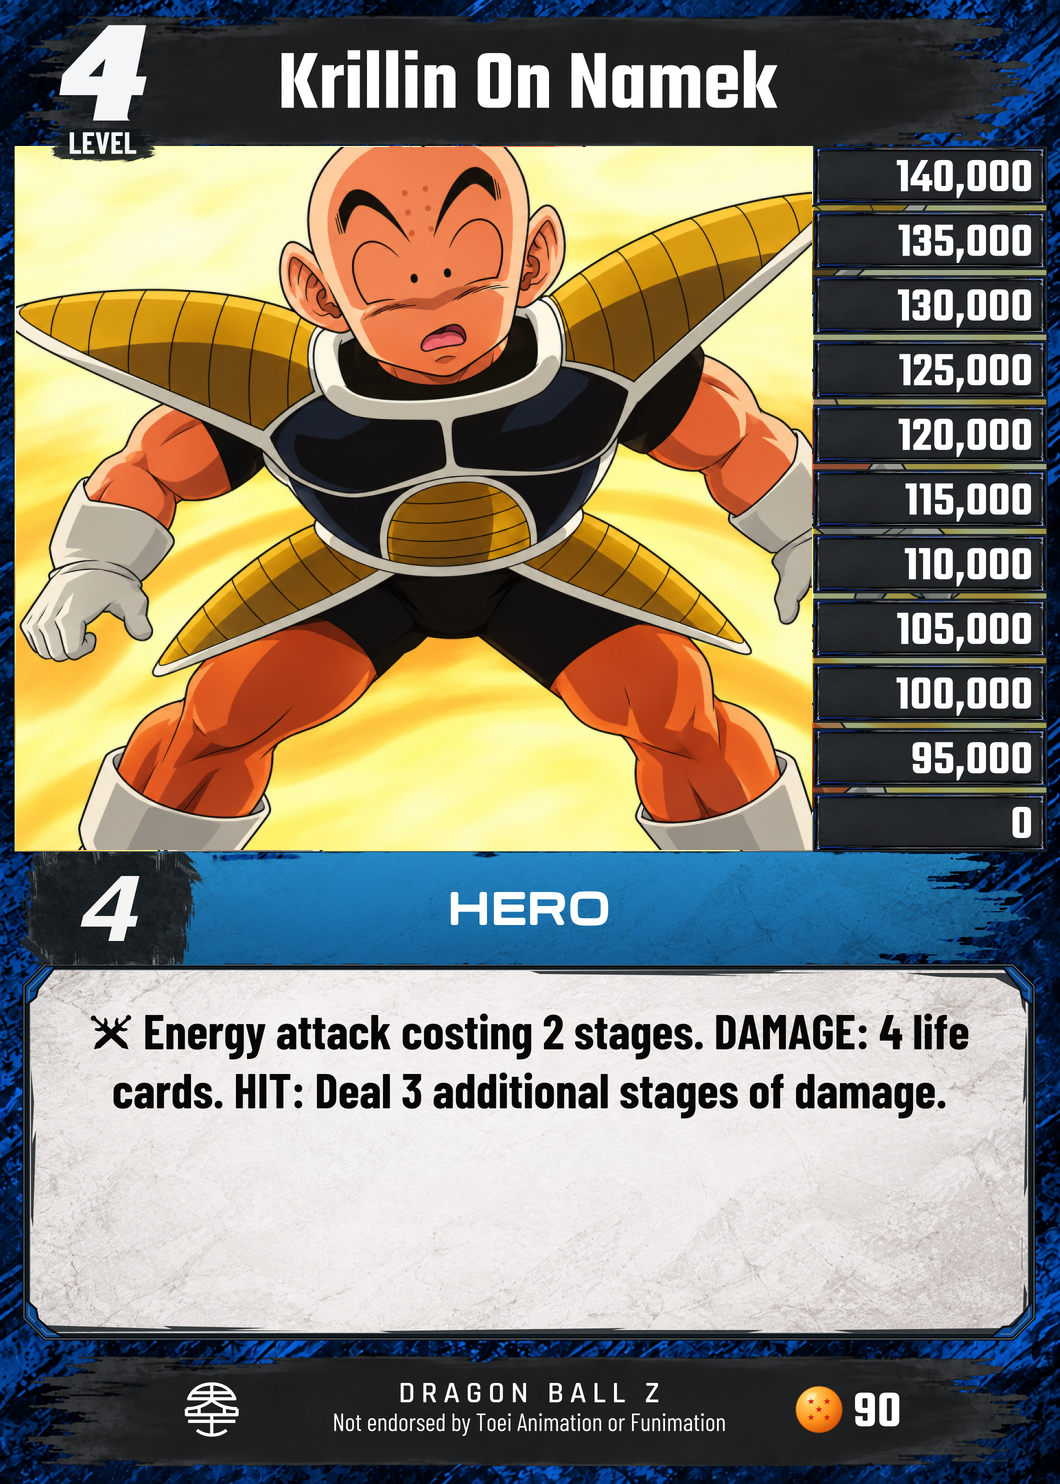 4
LEVEL
Krillin On Namek
140,000
135,000
130,000
125,000
120,000
115,000
110,000
105,000
100,000
95,000
0
4
HERO
Energy attack costing 2 stages. DAMAGE: 4 life
cards. HIT: Deal 3 additional stages of damage.
DRAGON BALL Z
Not endorsed by Toei Animation or Funimation
90